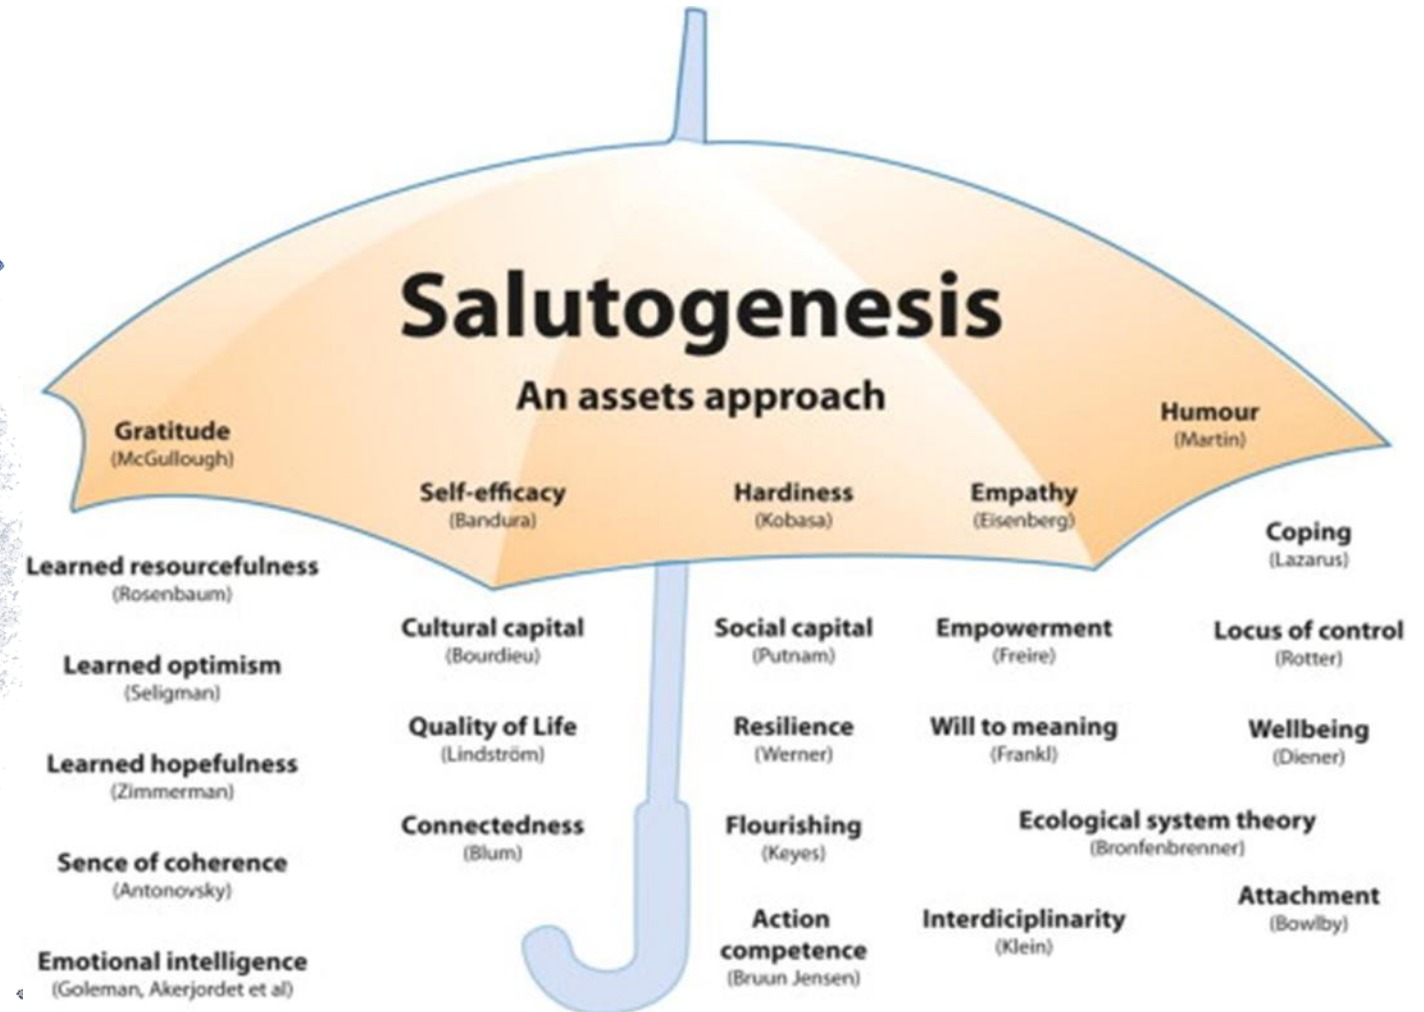 Salutogenesis
An assets approach
Gratitude
(McGullough)
Self-efficacy
(Bandura)
Hardiness
(Kobasa)
Empathy
(Eisenberg)
Humour
(Martin)
Learned resourcefulness
(Rosenbaum)
Learned optimism
(Seligman)
Learned hopefulness
(Zimmerman)
Sence of coherence
(Antonovsky)
Emotional intelligence
(Goleman, Akerjordet et al)
Cultural capital
(Bourdieu)
Quality of Life
(Lindström)
Connectedness
(Blum)
Social capital
(Putnam)
Resilience
(Werner)
Flourishing
(Keyes)
Action
competence
(Bruun Jensen)
Empowerment
(Freire)
Will to meaning
(Frankl)
Coping
(Lazarus)
Locus of control
(Rotter)
Wellbeing
(Diener)
Ecological system theory
(Bronfenbrenner)
Interdiciplinarity
(Klein)
Attachment
(Bowlby)